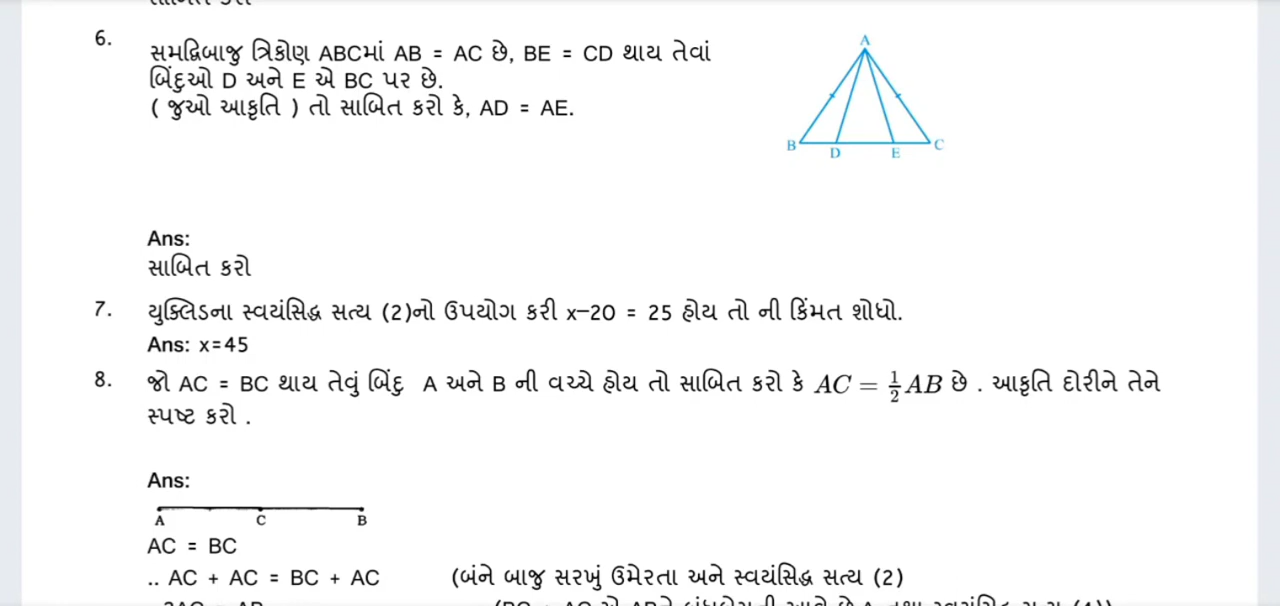 6.
સમદ્વિબાજુ ત્રિકોણ ABCમાં AB = AC છે, BE = CD થાય તેવાં
બિંદુઓ D અને E એ BC પર છે.
( જુઓ આકૃતિ ) તો સાબિત કરો કે, AD = AE.
A
B
D
E
C
Ans:
સાબિત કરો
7. યુક્લિડના સ્વયંસિદ્ધ સત્ય (2)નો ઉપયોગ કરી x–20 = 25 હોય તો ની કિંમત શોધો.
Ans: x=45
8. જો AC = BC થાય તેવું બિંદુ A અને B ની વચ્ચે હોય તો સાબિત કરો કે AC = 1/2 AB છે . આકૃતિ દોરીને તેને
સ્પષ્ટ કરો .
Ans:
A C B
AC = BC
.. AC + AC = BC + AC (બંને બાજુ સરખું ઉમેરતા અને સ્વયંસિદ્ધ સત્ય (2)